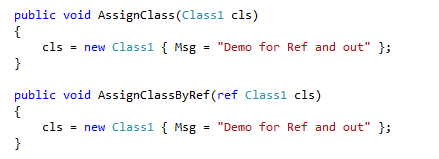 public void AssignClass(Class1 cls)
{
    cls = new Class1 { Msg = "Demo for Ref and out" };
}
public void AssignClassByRef(ref Class1 cls)
{
    cls = new Class1 { Msg = "Demo for Ref and out" };
}